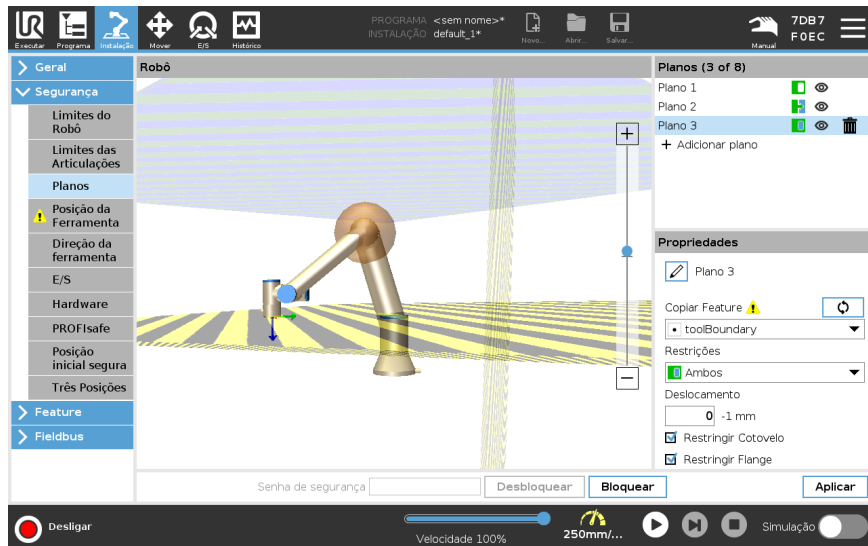 PROGRAMA <sem nome>*
INSTALAÇÃO default_1*
7DB7
F0EC
Executar Programa Instalação Mover E/S Histórico
Novo... Abrir... Salvar...
Manual
Geral
Segurança
Limites do
Robô
Limites das
Articulações
Planos
Posição da
Ferramenta
Direção da
ferramenta
E/S
Hardware
PROFIsafe
Posição
inicial segura
Três Posições
Feature
Fieldbus
Robô
Planos (3 of 8)
Plano 1
Plano 2
Plano 3
+ Adicionar plano
Propriedades
Plano 3
Copiar Feature
toolBoundary
Restrições
Ambos
Deslocamento
0 -1 mm
Restringir Cotovelo
Restringir Flange
Senha de segurança
Desbloquear
Bloquear
Aplicar
Desligar
Velocidade 100%
250mm/...
Simulação